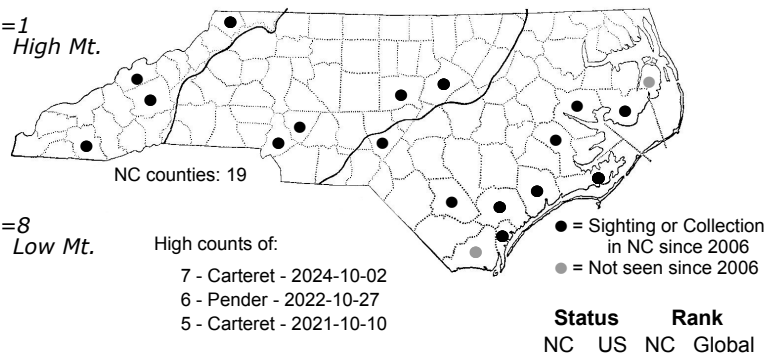 =1
High Mt.
NC counties: 19
=8
Low Mt.
High counts of:
7 - Carteret - 2024-10-02
6 - Pender - 2022-10-27
5 - Carteret - 2021-10-10
= Sighting or Collection
in NC since 2006
= Not seen since 2006
Status Rank
NC US NC Global